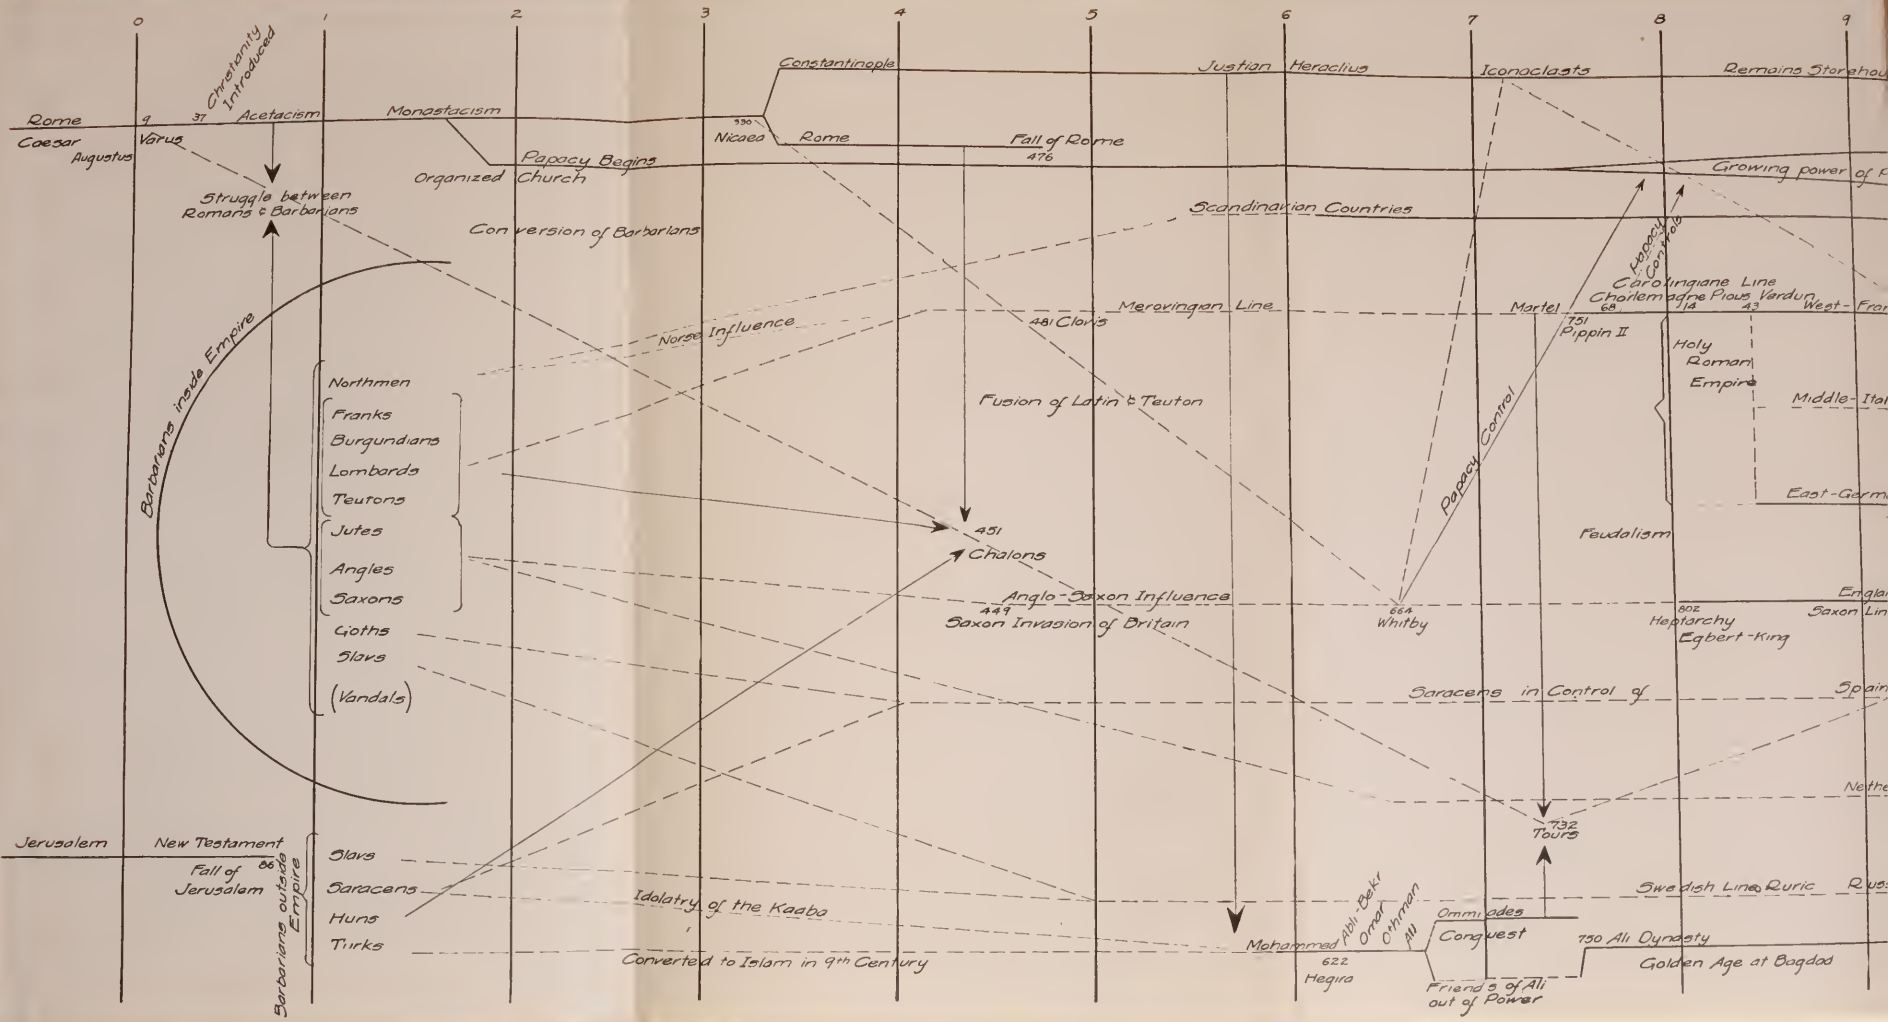 0 1 2 3 4 5 6 7 8 9
Christianity
Introduced
Constantinople
Justian Heraclius
Iconoclasts
Remains Storehou
Rome
9
37
Acetacism
Monastacism
Caesar
Augustus
Varus
330
Nicaea
Rome
Fall of Rome
476
Papacy Begins
Organized Church
Growing power of
Struggle between
Romans & Barbarians
Conversion of Barbarians
Scandinavian Countries
Papacy
Controls
Carolingiane Line
Charlemagne Pious Verdun
Merovingian Line
481 Clovis
Martel
751
68
14
43
West-Fran
Pippin II
Norse Influence
Holy
Roman
Empire
Barbarians inside Empire
Northmen
Franks
Burgundians
Lombards
Teutons
Jutes
Angles
Saxons
Goths
Slavs
(Vandals)
Fusion of Latin & Teuton
Middle-Ital
Papacy Control
East-Germ
Feudalism
451
Chalons
Anglo-Saxon Influence
449
Saxon Invasion of Britain
664
Whitby
802
Heptarchy
Egbert-King
Englan
Saxon Lin
Saracens in Control of
Spain
Nethe
732
Tours
Jerusalem
New Testament
Fall of
Jerusalem
86
Barbarians outside
Empire
Slavs
Saracens
Huns
Turks
Idolatry of the Kaaba
Converted to Islam in 9th Century
Swedish Line Ruric
Russ
Mohammed
622
Hegira
Abu-Bekr
Omar
Othman
Ali
Ommiades
Conquest
Friends of Ali
out of Power
750 Ali Dynasty
Golden Age at Bagdad